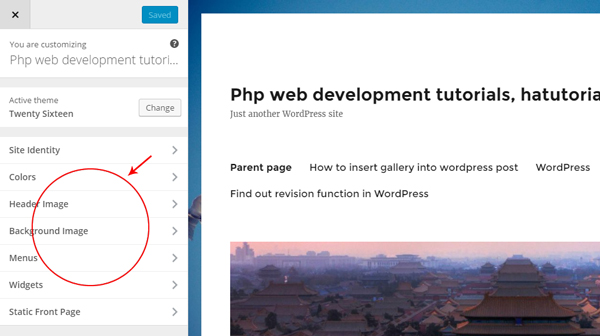 Saved
You are customizing
Php web development tutori...
Active theme
Twenty Sixteen
Change
Site Identity
Colors
Header Image
Background Image
Menus
Widgets
Static Front Page
Php web development tutorials, hatutoria
Just another WordPress site
Parent page How to insert gallery into wordpress post WordPress
Find out revision function in WordPress